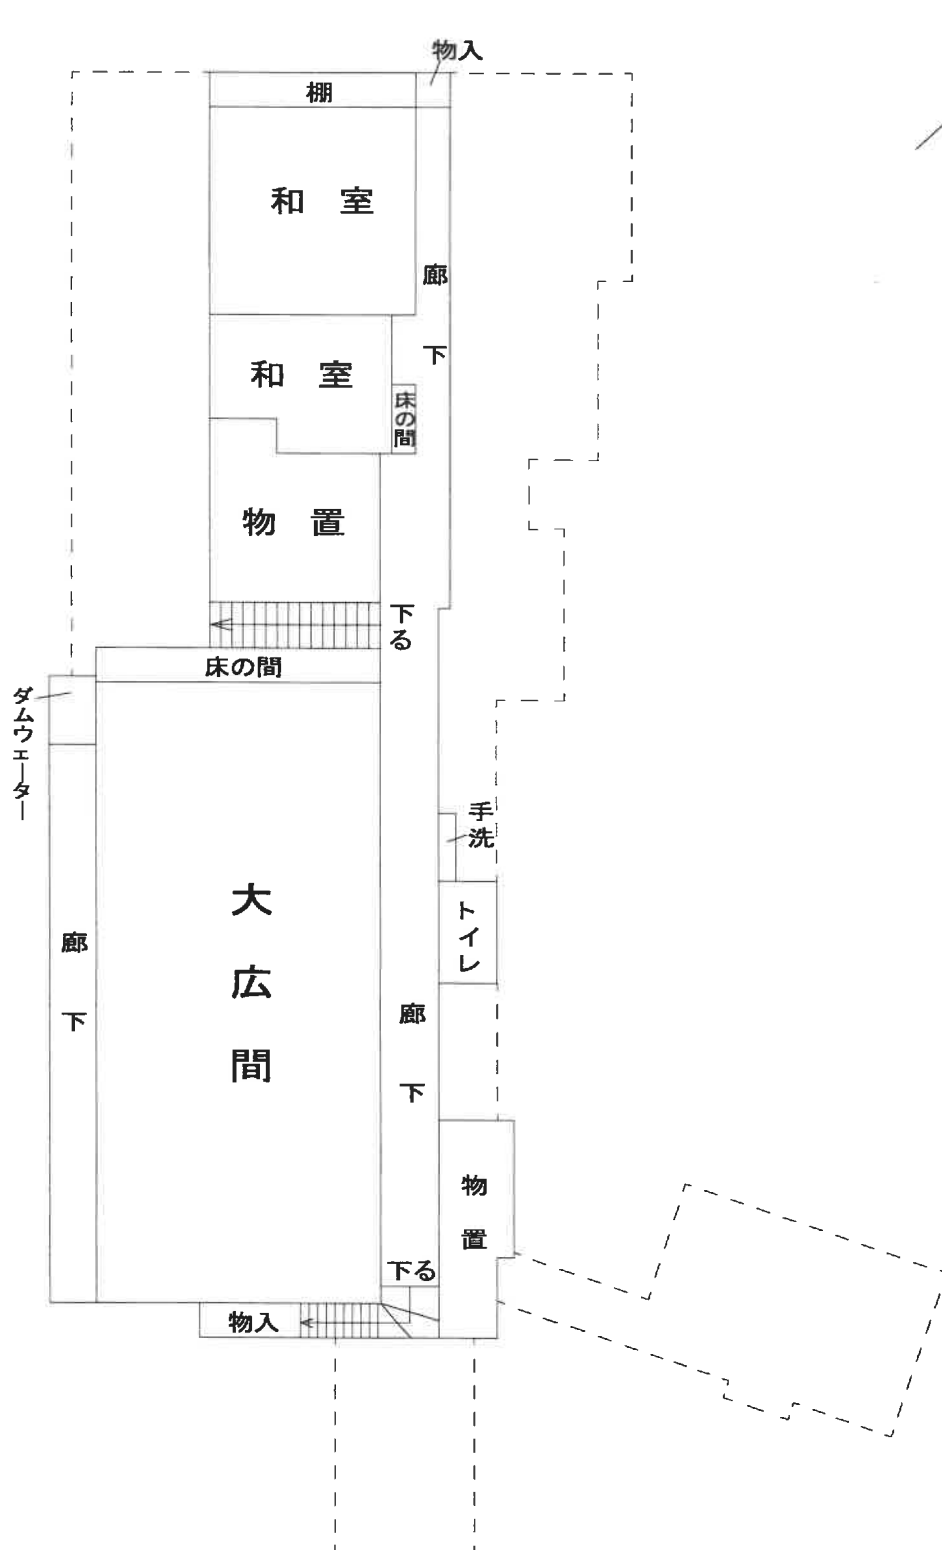 物入
棚
和室
廊下
和室
床の間
物置
下る
床の間
ダムウェーター
手洗
大広間
トイレ
廊下
廊下
物置
下る
物入